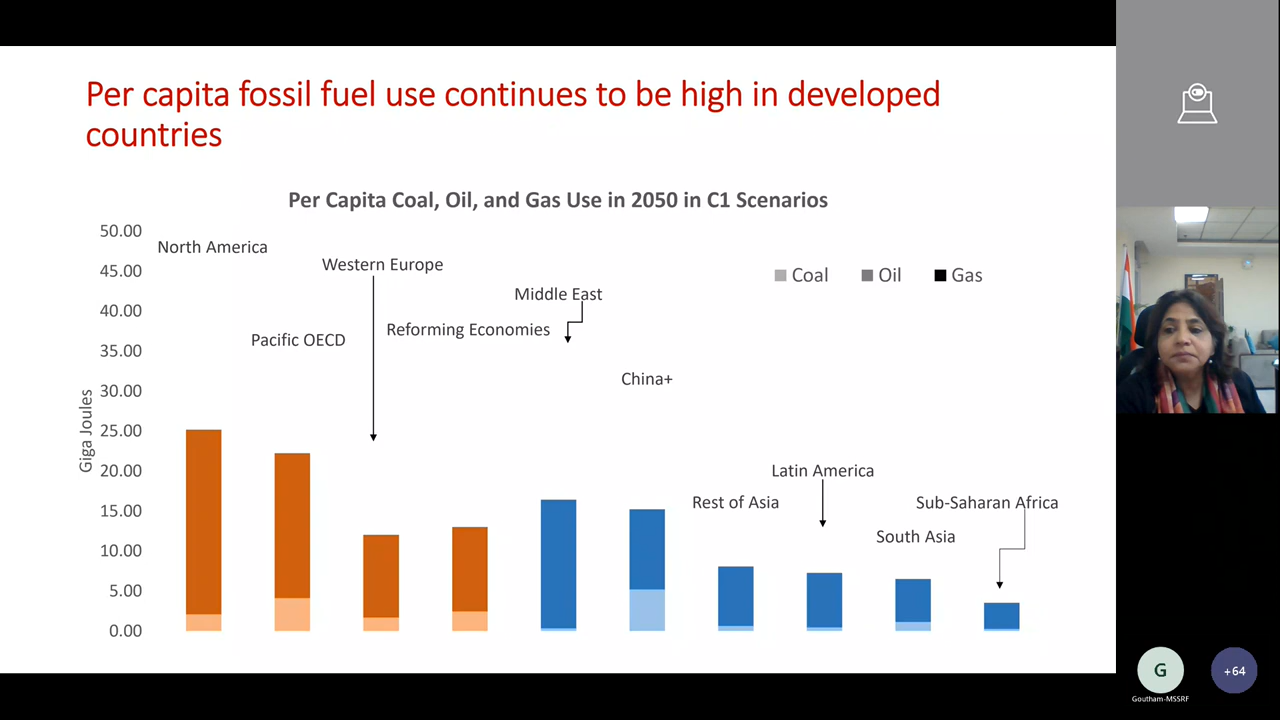 Per capita fossil fuel use continues to be high in developed
countries
Per Capita Coal, Oil, and Gas Use in 2050 in C1 Scenarios
50.00
45.00
40.00
35.00
30.00
25.00
20.00
15.00
10.00
5.00
0.00
Giga Joules
North America
Western Europe
Pacific OECD
Reforming Economies
Middle East
China+
Rest of Asia
Latin America
South Asia
Sub-Saharan Africa
Coal
Oil
Gas
G
Goutham-MSSRF
+64